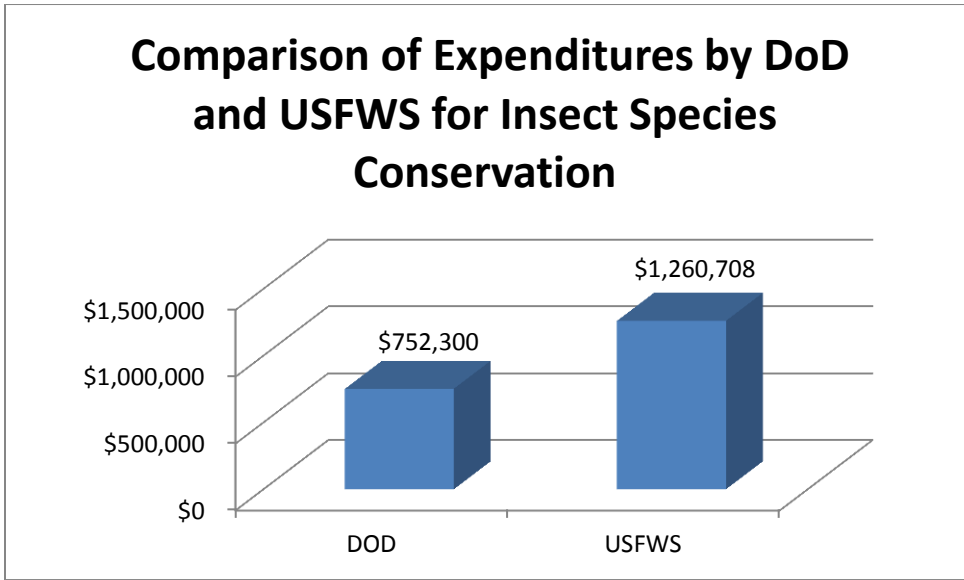 Comparison of Expenditures by DoD
and USFWS for Insect Species
Conservation
$1,260,708
$1,500,000
$752,300
$1,000,000
$500,000
$0
DOD
USFWS